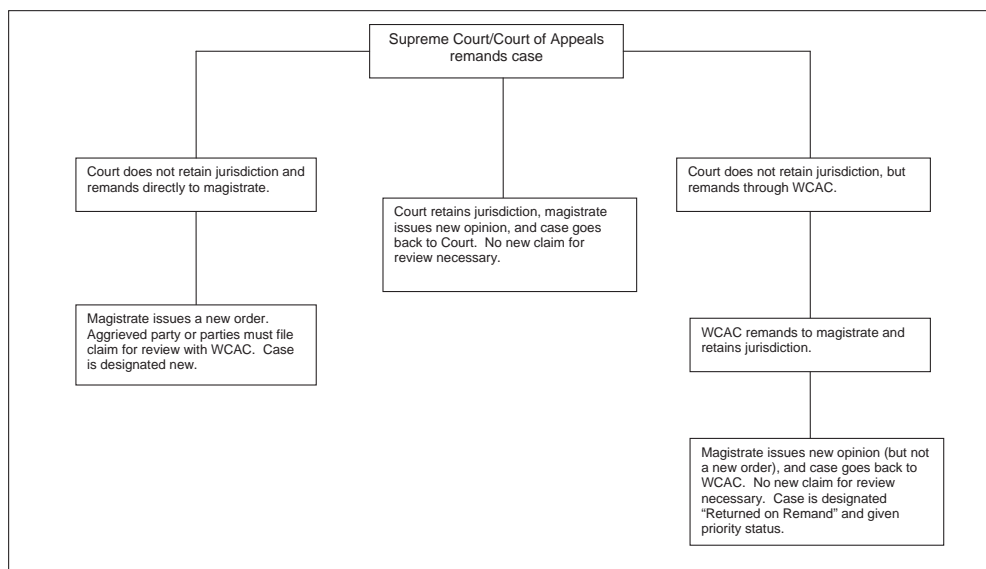 Supreme Court/Court of Appeals
remands case
Court does not retain jurisdiction and
remands directly to magistrate.
Magistrate issues a new order.
Aggrieved party or parties must file
claim for review with WCAC.  Case
is designated new.
Court retains jurisdiction, magistrate
issues new opinion, and case goes
back to Court.  No new claim for
review necessary.
Court does not retain jurisdiction, but
remands through WCAC.
WCAC remands to magistrate and
retains jurisdiction.
Magistrate issues new opinion (but not
a new order), and case goes back to
WCAC.  No new claim for review
necessary.  Case is designated
“Returned on Remand” and given
priority status.